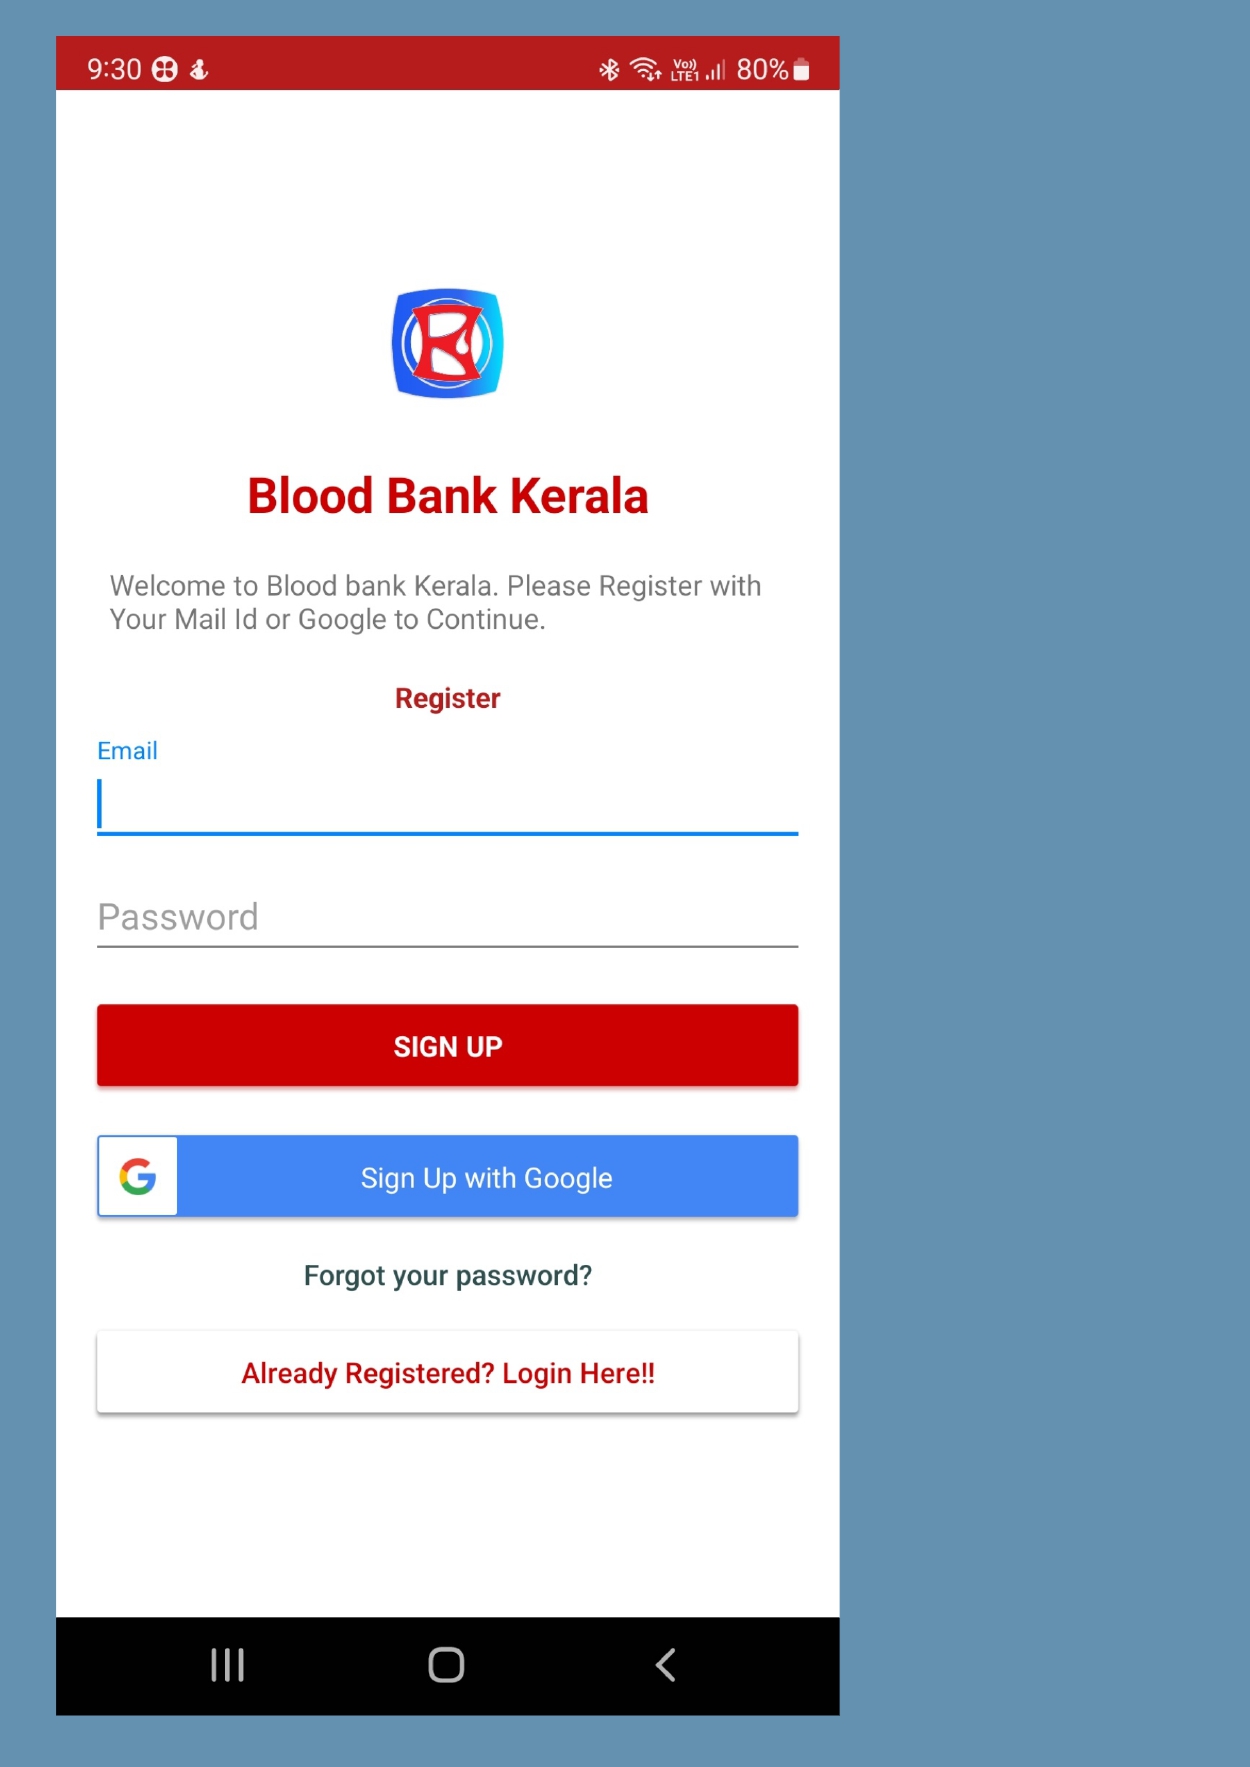 9:30 Vo)) LTE1 80%
Blood Bank Kerala
Welcome to Blood bank Kerala. Please Register with
Your Mail Id or Google to Continue.
Register
Email
Password
SIGN UP
G Sign Up with Google
Forgot your password?
Already Registered? Login Here!!